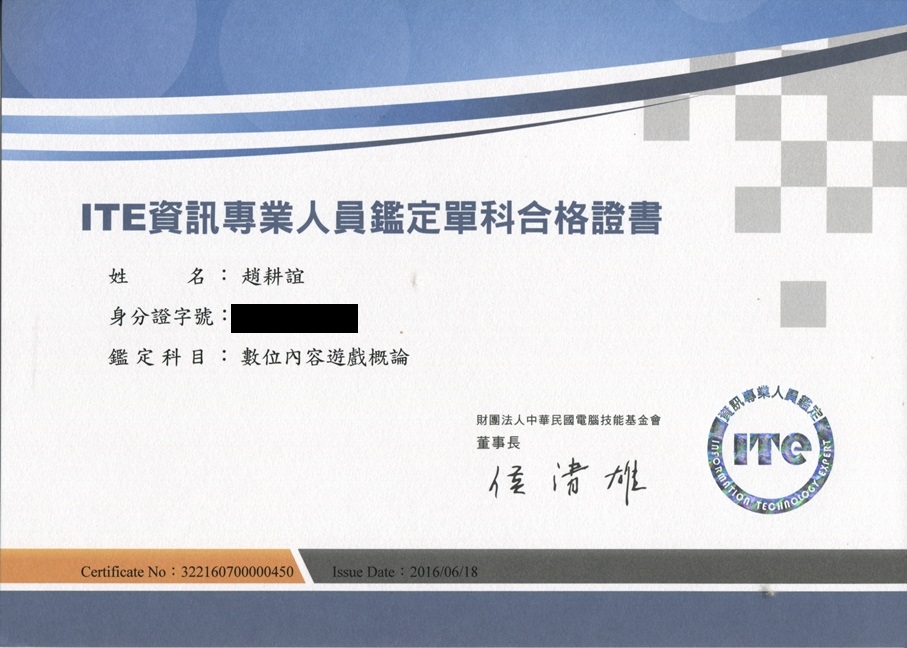 ITE資訊專業人員鑑定單科合格證書
姓 名：趙耕誼
身分證字號：
鑑定科目：數位內容遊戲概論
財團法人中華民國電腦技能基金會
董事長
侯清雄
資訊專業人員鑑定
ITe
INFORMATION TECHNOLOGY EXPERT
Certificate No：322160700000450
Issue Date：2016/06/18